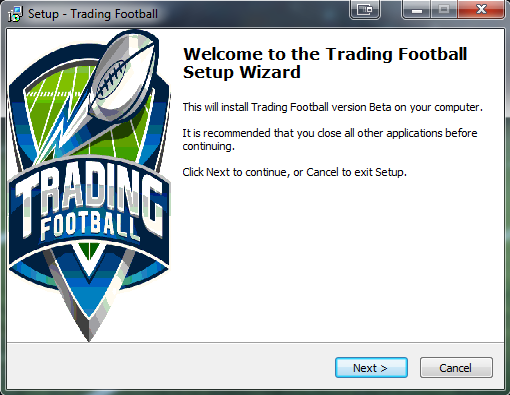 Setup - Trading Football
Welcome to the Trading Football
Setup Wizard
This will install Trading Football version Beta on your computer.
It is recommended that you close all other applications before
continuing.
Click Next to continue, or Cancel to exit Setup.
TRADING
FOOTBALL
Next >
Cancel